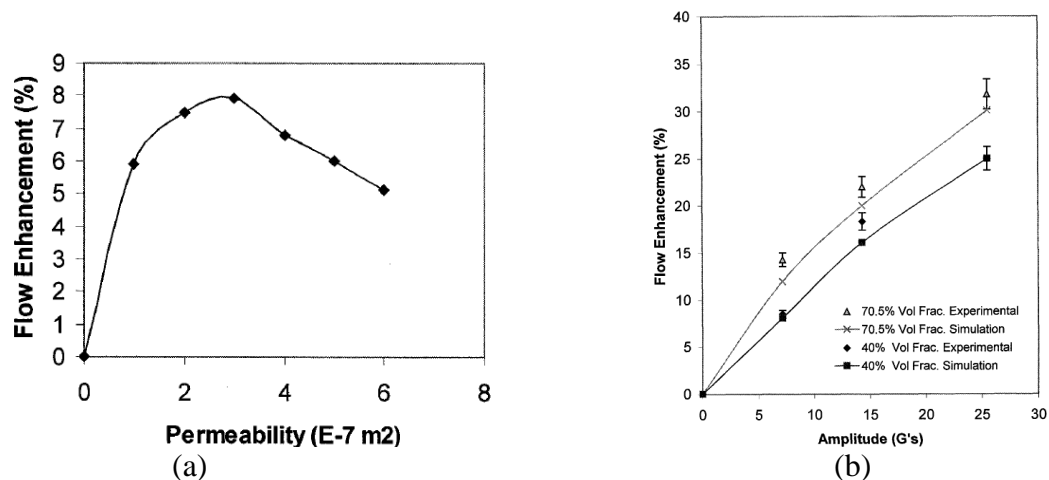 9
8
7
6
5
4
3
2
1
0
Flow Enhancement (%)
0 2 4 6 8
Permeability (E-7 m2)
(a)
40
35
30
25
20
15
10
5
0
Flow Enhancement (%)
△ 70.5% Vol Frac. Experimental
70.5% Vol Frac. Simulation
40% Vol Frac. Experimental
40% Vol Frac. Simulation
0 5 10 15 20 25 30
Amplitude (G's)
(b)